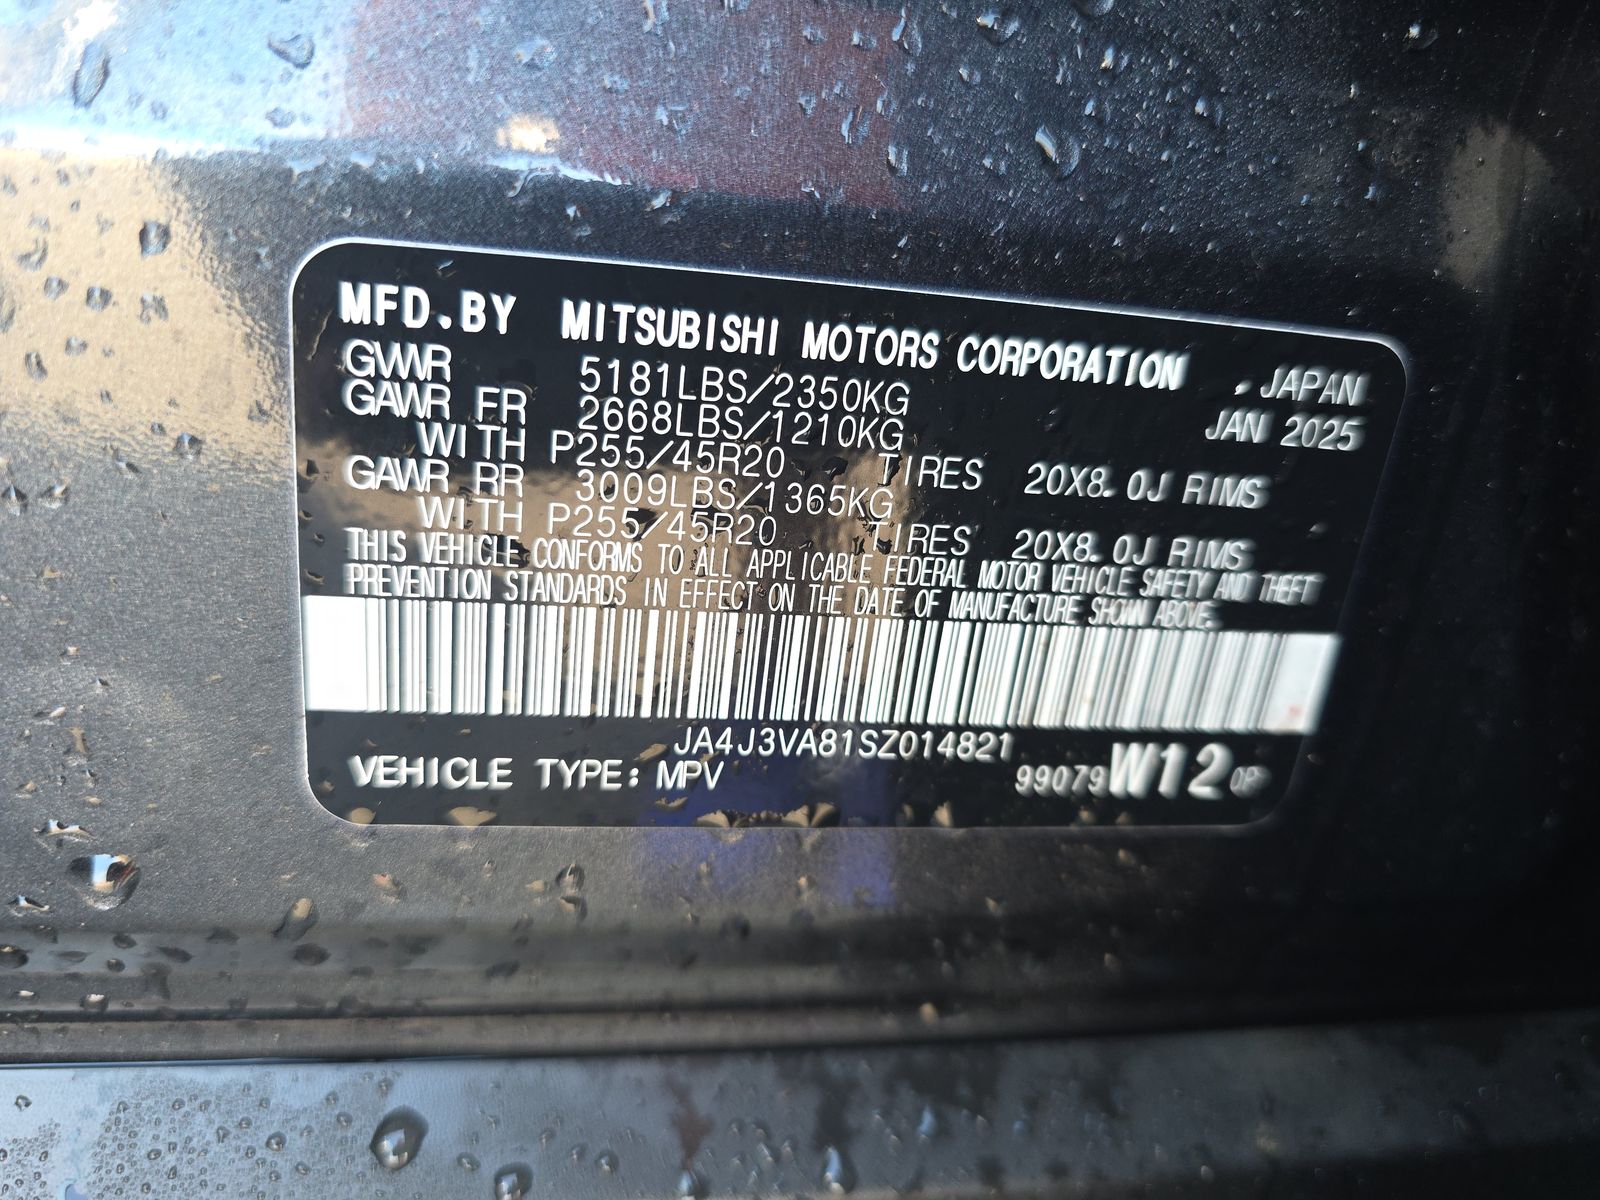 MFD.BY MITSUBISHI MOTORS CORPORATION , JAPAN
GVWR 5181LBS/2350KG JAN 2025
GAWR FR 2668LBS/1210KG
WITH P255/45R20 TIRES 20X8.0J RIMS
GAWR RR 3009LBS/1365KG
WITH P255/45R20 TIRES 20X8.0J RIMS
THIS VEHICLE CONFORMS TO ALL APPLICABLE FEDERAL MOTOR VEHICLE SAFETY AND THEFT
PREVENTION STANDARDS IN EFFECT ON THE DATE OF MANUFACTURE SHOWN ABOVE.
JA4J3VA81SZ014821
VEHICLE TYPE: MPV 99079 W12